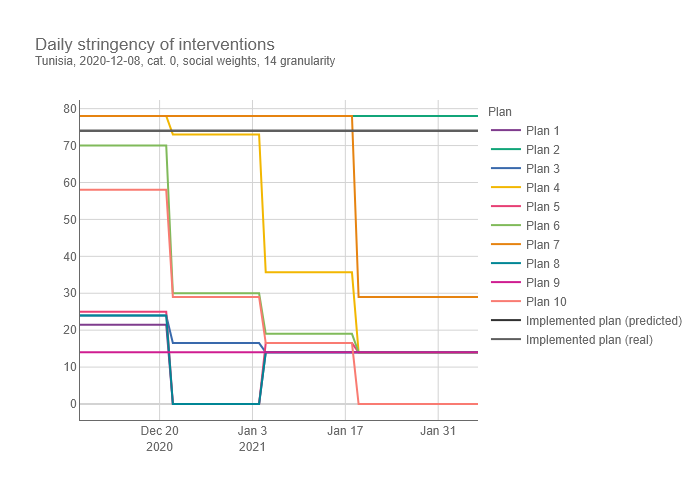 Daily stringency of interventions
Tunisia, 2020-12-08, cat. 0, social weights, 14 granularity
80
70
60
50
40
30
20
10
0
Dec 20
2020
Jan 3
2021
Jan 17
Jan 31
Plan
Plan 1
Plan 2
Plan 3
Plan 4
Plan 5
Plan 6
Plan 7
Plan 8
Plan 9
Plan 10
Implemented plan (predicted)
Implemented plan (real)